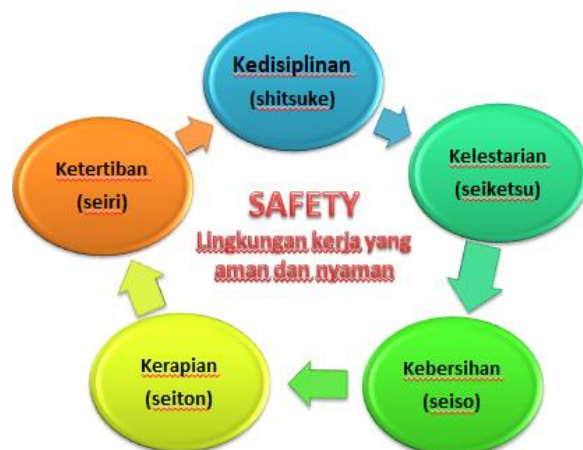 Kedisiplinan
(shitsuke)
Kelestarian
(seiketsu)
Kebersihan
(seiso)
Kerapian
(seiton)
Ketertiban
(seiri)
SAFETY
Lingkungan kerja yang
aman dan nyaman